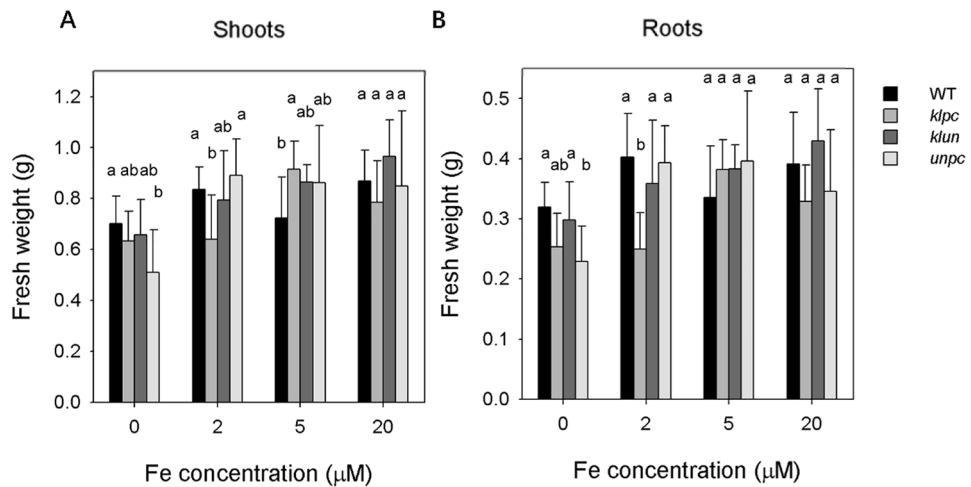 A
Shoots
Fresh weight (g)
1.2
1.0
0.8
0.6
0.4
0.2
0.0
a ab ab b
a b ab a
b a ab ab
a a a a
0 2 5 20
Fe concentration (μM)
B
Roots
Fresh weight (g)
0.5
0.4
0.3
0.2
0.1
0.0
a ab a b
a b a a
a a a a
a a a a
0 2 5 20
Fe concentration (μM)
WT
klpc
klun
unpc